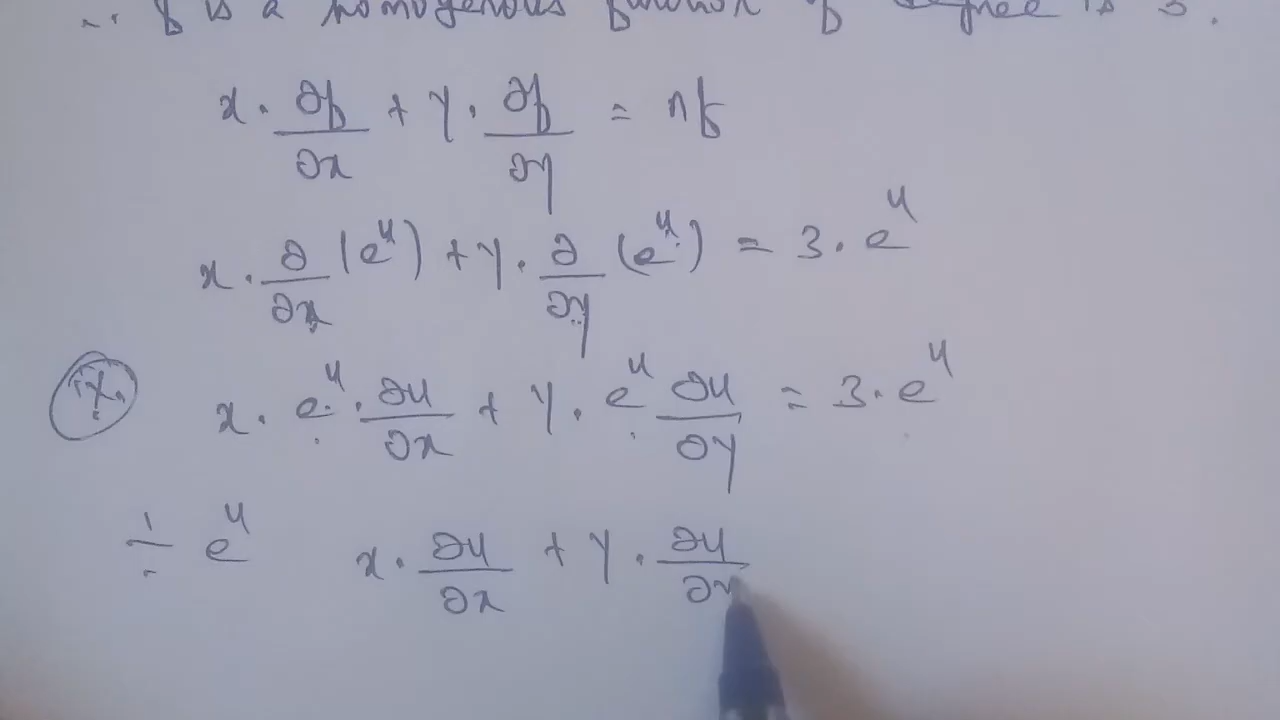 ∴ f is a homogenous function of degree is 3.
x · ∂f/∂x + y · ∂f/∂y = nf
x · ∂/∂x (e^u) + y · ∂/∂y (e^u) = 3 · e^u
x · e^u · ∂u/∂x + y · e^u ∂u/∂y = 3 · e^u
÷ e^u x · ∂u/∂x + y · ∂u/∂y